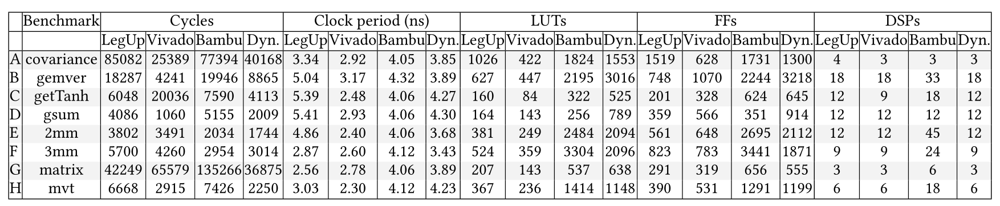 Benchmark Cycles Clock period (ns) LUTs FFs DSPs
LegUp Vivado Bambu Dyn. LegUp Vivado Bambu Dyn. LegUp Vivado Bambu Dyn. LegUp Vivado Bambu Dyn. LegUp Vivado Bambu Dyn.
A covariance 85082 25389 77394 40168 3.34 2.92 4.05 3.85 1026 422 1824 1553 1519 628 1731 1300 4 3 3 3
B gemver 18287 4241 19946 8865 5.04 3.17 4.32 3.89 627 447 2195 3016 748 1070 2244 3218 18 18 33 18
C getTanh 6048 20036 7590 4113 5.39 2.48 4.06 4.27 160 84 322 525 201 328 624 645 12 9 18 12
D gsum 4086 1060 5155 2009 5.41 2.93 4.06 4.30 164 143 256 789 359 566 351 914 12 12 12 12
E 2mm 3802 3491 2034 1744 4.86 2.40 4.06 3.68 381 249 2484 2094 561 648 2695 2112 12 12 45 12
F 3mm 5700 4260 2954 3014 2.87 2.60 4.12 3.43 524 359 3304 2096 823 783 3441 1871 9 9 24 9
G matrix 42249 65579 135266 36875 2.56 2.78 4.06 3.89 207 143 537 638 291 319 656 555 3 3 6 3
H mvt 6668 2915 7426 2250 3.03 2.30 4.12 4.23 367 236 1414 1148 390 531 1291 1199 6 6 18 6